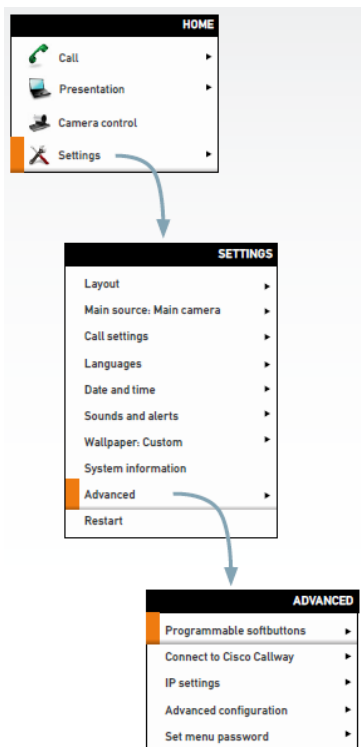 HOME
Call
Presentation
Camera control
Settings
SETTINGS
Layout
Main source: Main camera
Call settings
Languages
Date and time
Sounds and alerts
Wallpaper: Custom
System information
Advanced
Restart
ADVANCED
Programmable softbuttons
Connect to Cisco Callway
IP settings
Advanced configuration
Set menu password